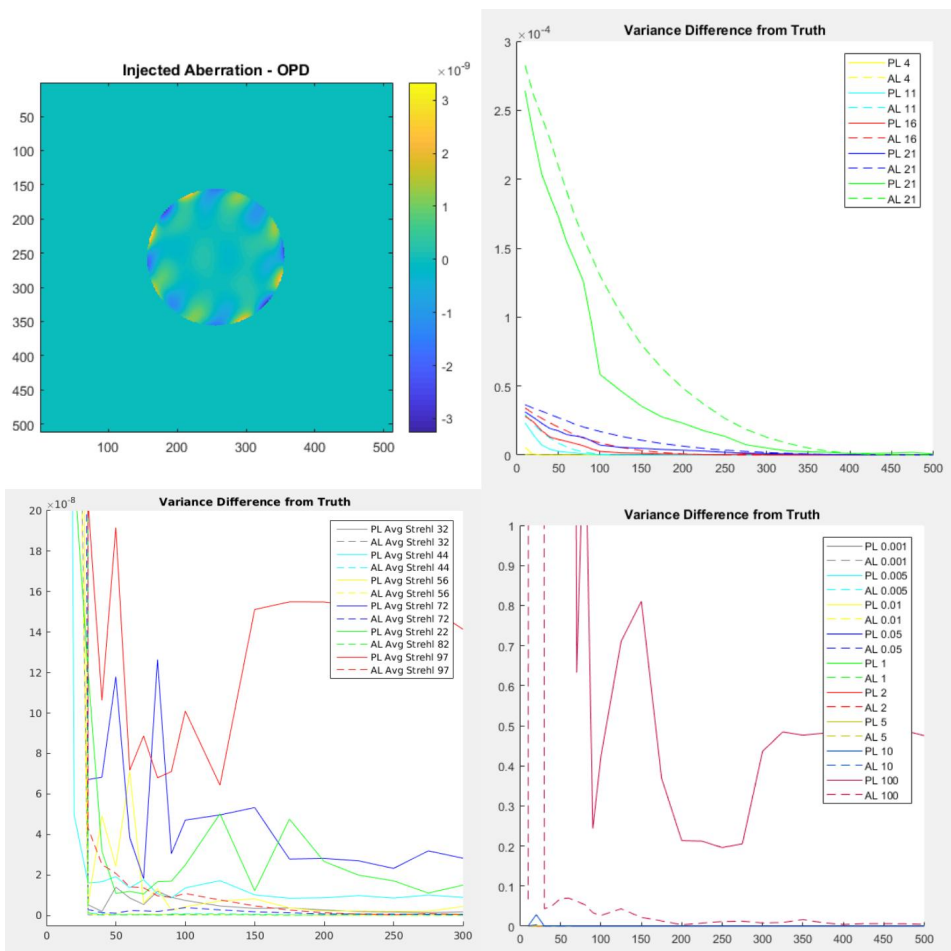 Injected Aberration - OPD
×10^-9
50
100
150
200
250
300
350
400
450
500
100
200
300
400
500
3
2
1
0
-1
-2
-3
Variance Difference from Truth
×10^-4
3
2.5
2
1.5
1
0.5
0
0
50
100
150
200
250
300
350
400
450
500
PL 4
AL 4
PL 11
AL 11
PL 16
AL 16
PL 21
AL 21
PL 21
AL 21
Variance Difference from Truth
×10^-8
20
18
16
14
12
10
8
6
4
2
0
0
50
100
150
200
250
300
PL Avg Strehl 32
AL Avg Strehl 32
PL Avg Strehl 44
AL Avg Strehl 44
PL Avg Strehl 56
AL Avg Strehl 56
PL Avg Strehl 72
AL Avg Strehl 72
PL Avg Strehl 22
AL Avg Strehl 82
PL Avg Strehl 97
AL Avg Strehl 97
Variance Difference from Truth
1
0.9
0.8
0.7
0.6
0.5
0.4
0.3
0.2
0.1
0
0
50
100
150
200
250
300
350
400
450
500
PL 0.001
AL 0.001
PL 0.005
AL 0.005
PL 0.01
AL 0.01
PL 0.05
AL 0.05
PL 1
AL 1
PL 2
AL 2
PL 5
AL 5
PL 10
AL 10
PL 100
AL 100